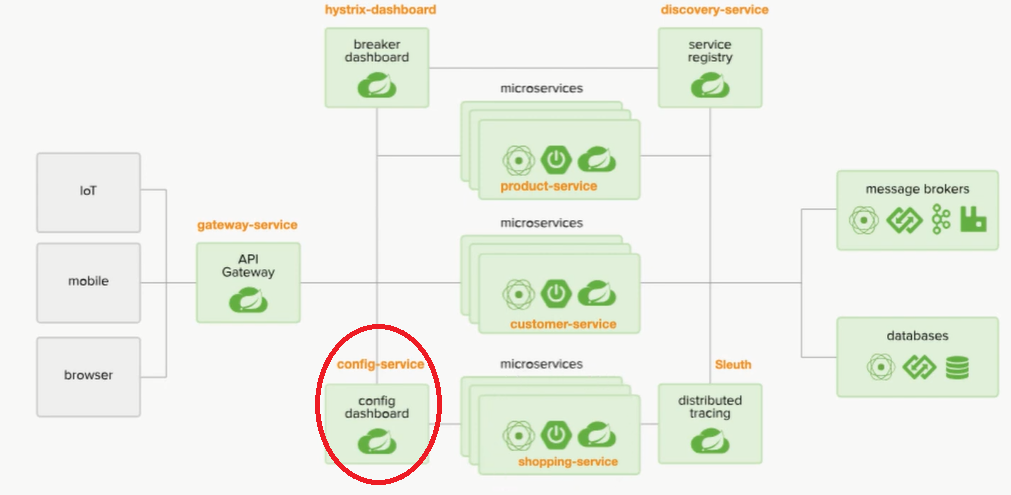 hystrix-dashboard
discovery-service
breaker
dashboard
service
registry
microservices
product-service
IoT
mobile
browser
gateway-service
API
Gateway
microservices
customer-service
message brokers
databases
config-service
config
dashboard
microservices
shopping-service
Sleuth
distributed
tracing